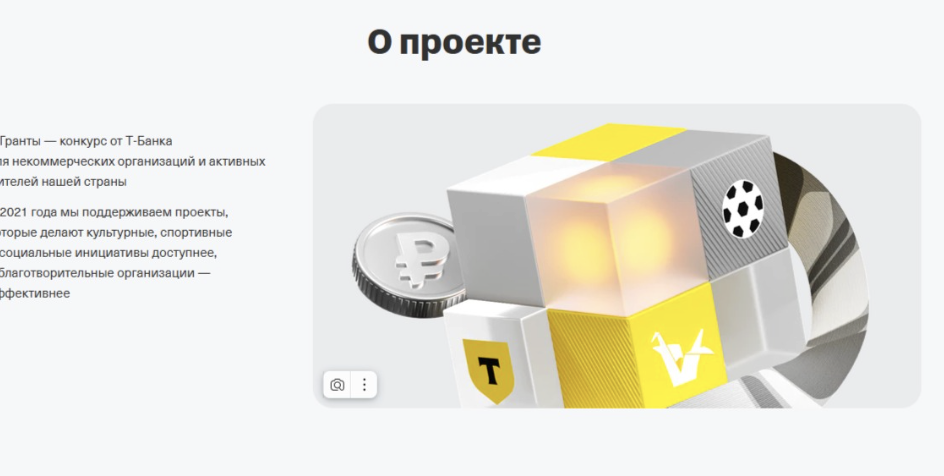 О проекте
Гранты — конкурс от Т-Банка
ля некоммерческих организаций и активных
ителей нашей страны
2021 года мы поддерживаем проекты,
торые делают культурные, спортивные
социальные инициативы доступнее,
благотворительные организации —
ффективнее
Т